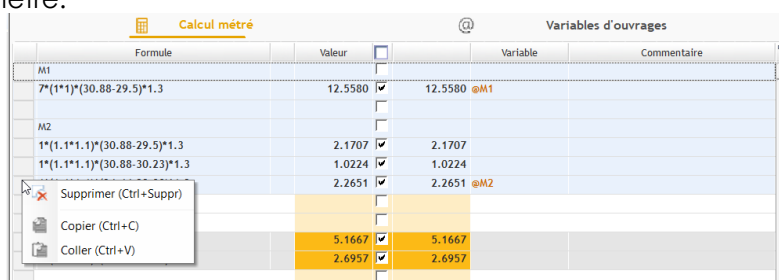 Calcul métré @ Variables d'ouvrages
Formule Valeur Variable Commentaire
M1
7*(1*1)*(30.88-29.5)*1.3 12.5580 12.5580 @M1
M2
1*(1.1*1.1)*(30.88-29.5)*1.3 2.1707 2.1707
1*(1.1*1.1)*(30.88-30.23)*1.3 1.0224 1.0224
2.2651 2.2651 @M2
Supprimer (Ctrl+Suppr)
Copier (Ctrl+C)
5.1667 5.1667
Coller (Ctrl+V)
2.6957 2.6957